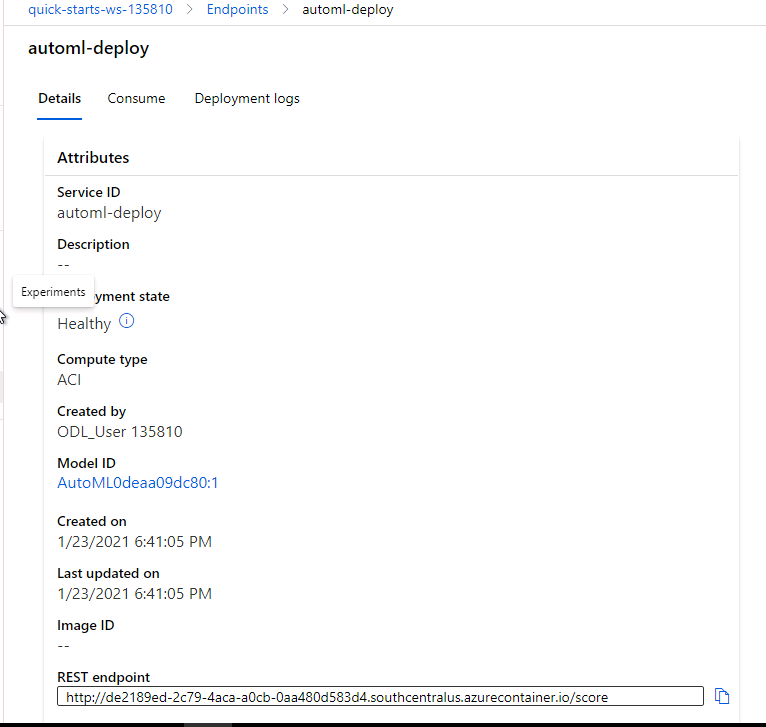 quick-starts-ws-135810 > Endpoints > automl-deploy
automl-deploy
Details Consume Deployment logs
Attributes
Service ID
automl-deploy
Description
--
Experiments
yment state
Healthy
Compute type
ACI
Created by
ODL_User 135810
Model ID
AutoML0deaa09dc80:1
Created on
1/23/2021 6:41:05 PM
Last updated on
1/23/2021 6:41:05 PM
Image ID
--
REST endpoint
http://de2189ed-2c79-4aca-a0cb-0aa480d583d4.southcentralus.azurecontainer.io/score